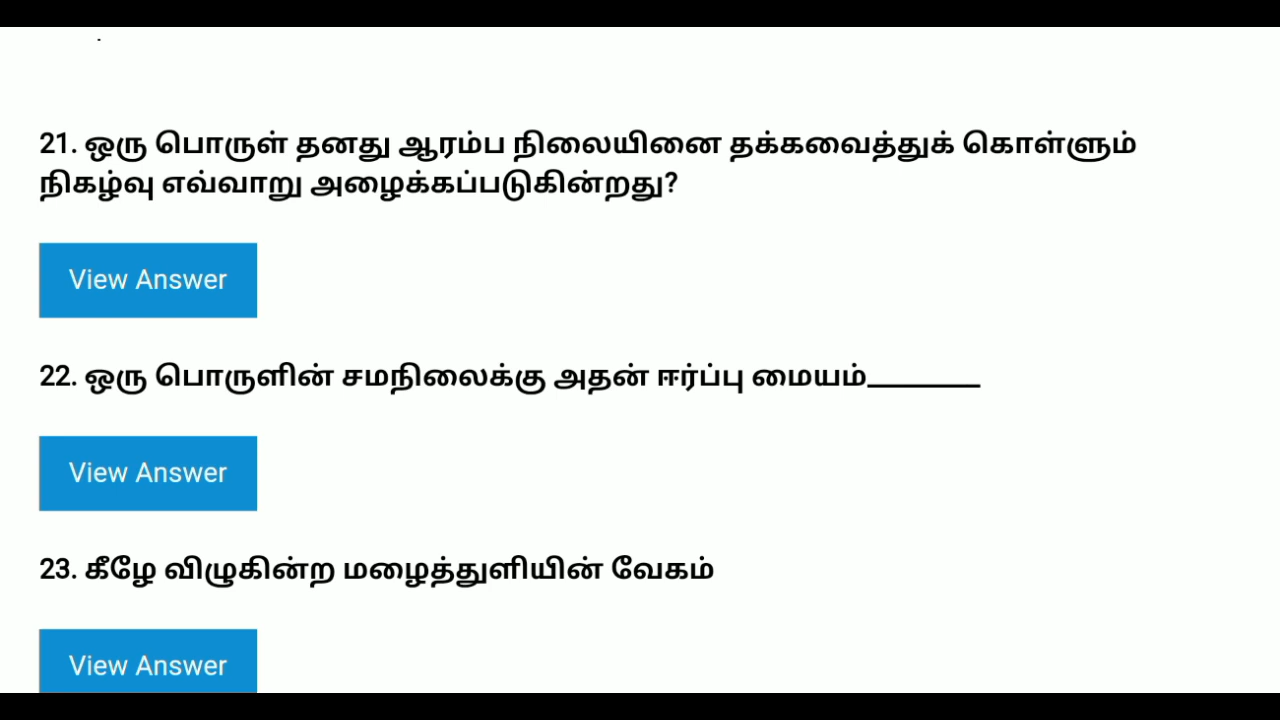 21. ஒரு பொருள் தனது ஆரம்ப நிலையினை தக்கவைத்துக் கொள்ளும்
நிகழ்வு எவ்வாறு அழைக்கப்படுகின்றது?
View Answer
22. ஒரு பொருளின் சமநிலைக்கு அதன் ஈர்ப்பு மையம்________
View Answer
23. கீழே விழுகின்ற மழைத்துளியின் வேகம்
View Answer